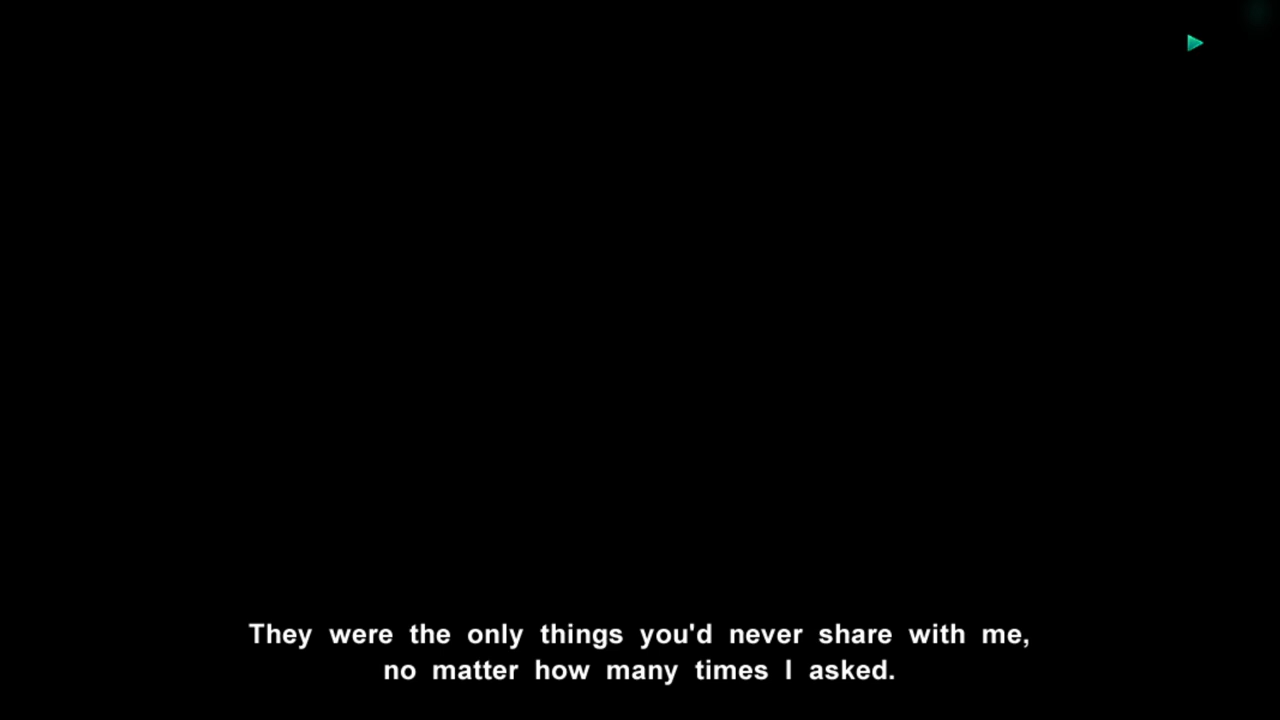 They were the only things you'd never share with me,
no matter how many times I asked.